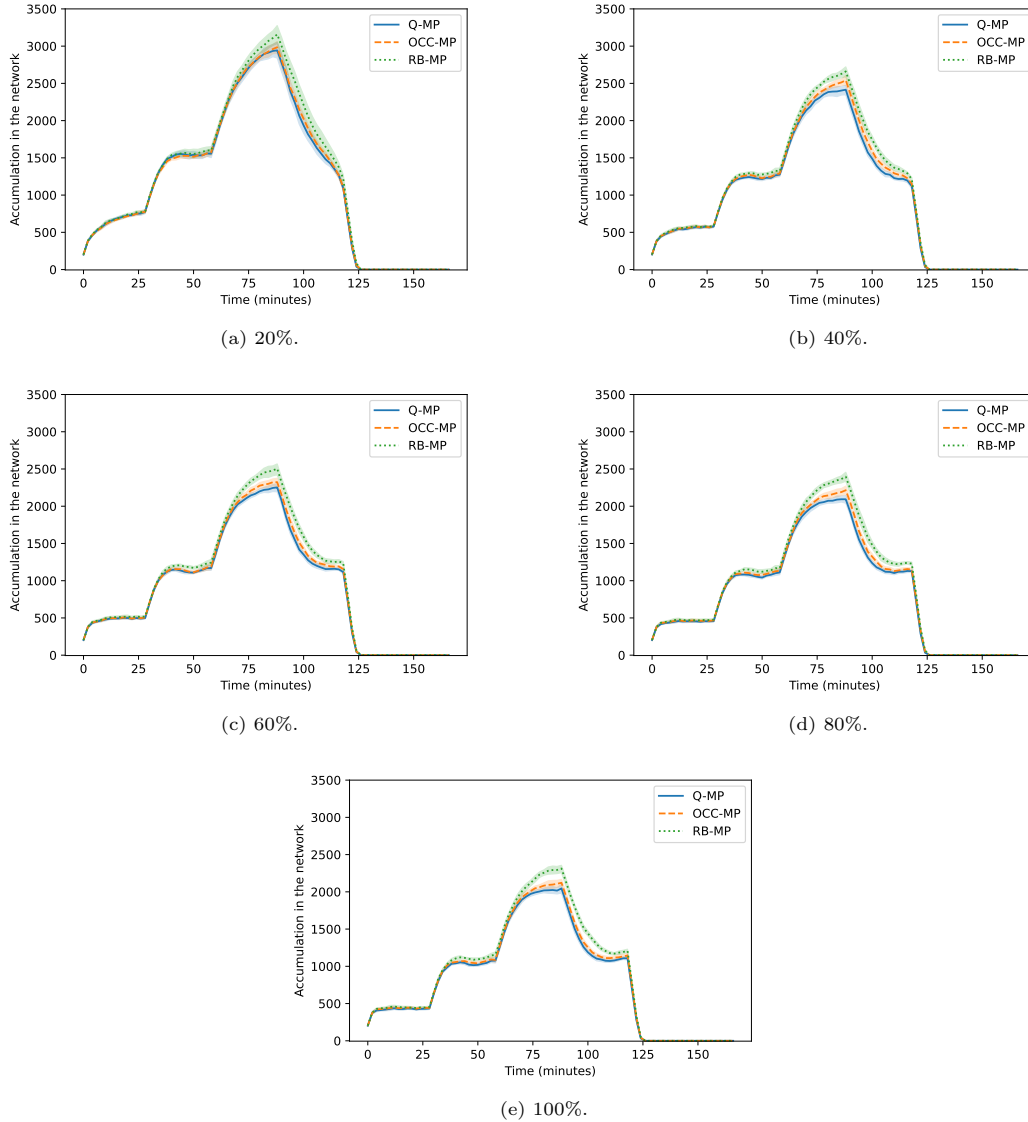 3500
3000
2500
2000
1500
1000
500
0
Accumulation in the network
Q-MP
OCC-MP
RB-MP
0 25 50 75 100 125 150
Time (minutes)
(a) 20%.
3500
3000
2500
2000
1500
1000
500
0
Accumulation in the network
Q-MP
OCC-MP
RB-MP
0 25 50 75 100 125 150
Time (minutes)
(b) 40%.
3500
3000
2500
2000
1500
1000
500
0
Accumulation in the network
Q-MP
OCC-MP
RB-MP
0 25 50 75 100 125 150
Time (minutes)
(c) 60%.
3500
3000
2500
2000
1500
1000
500
0
Accumulation in the network
Q-MP
OCC-MP
RB-MP
0 25 50 75 100 125 150
Time (minutes)
(d) 80%.
3500
3000
2500
2000
1500
1000
500
0
Accumulation in the network
Q-MP
OCC-MP
RB-MP
0 25 50 75 100 125 150
Time (minutes)
(e) 100%.